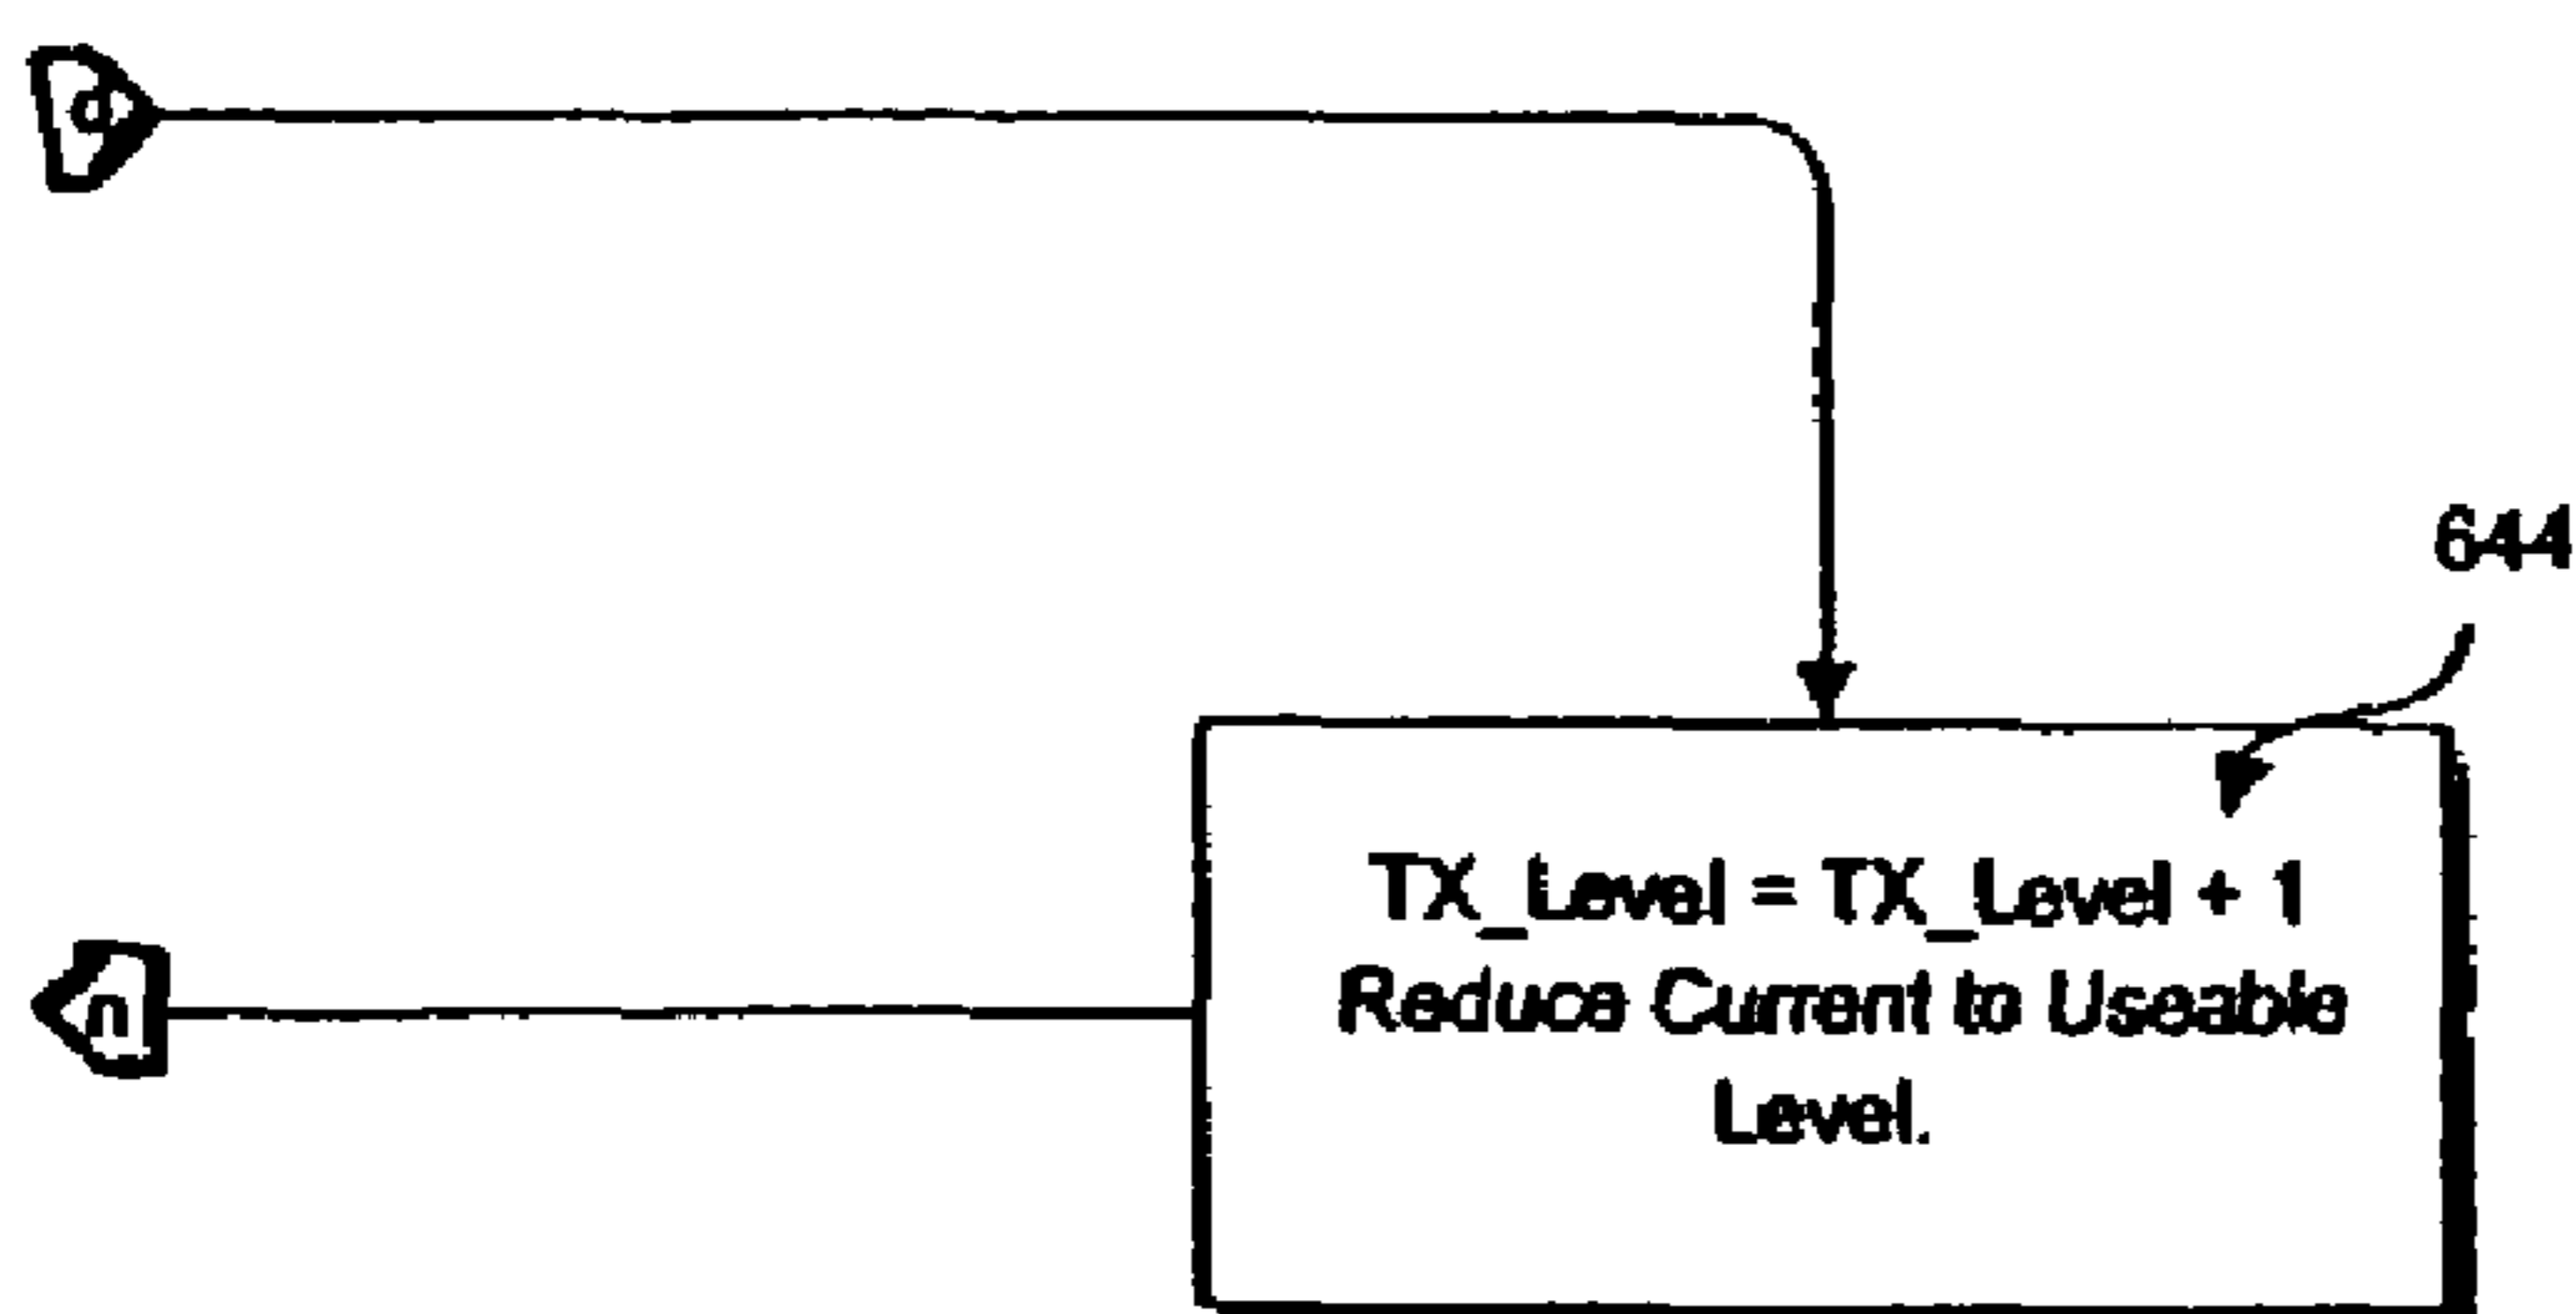 644
TX_Level = TX_Level + 1
Reduce Current to Useable
Level.
n